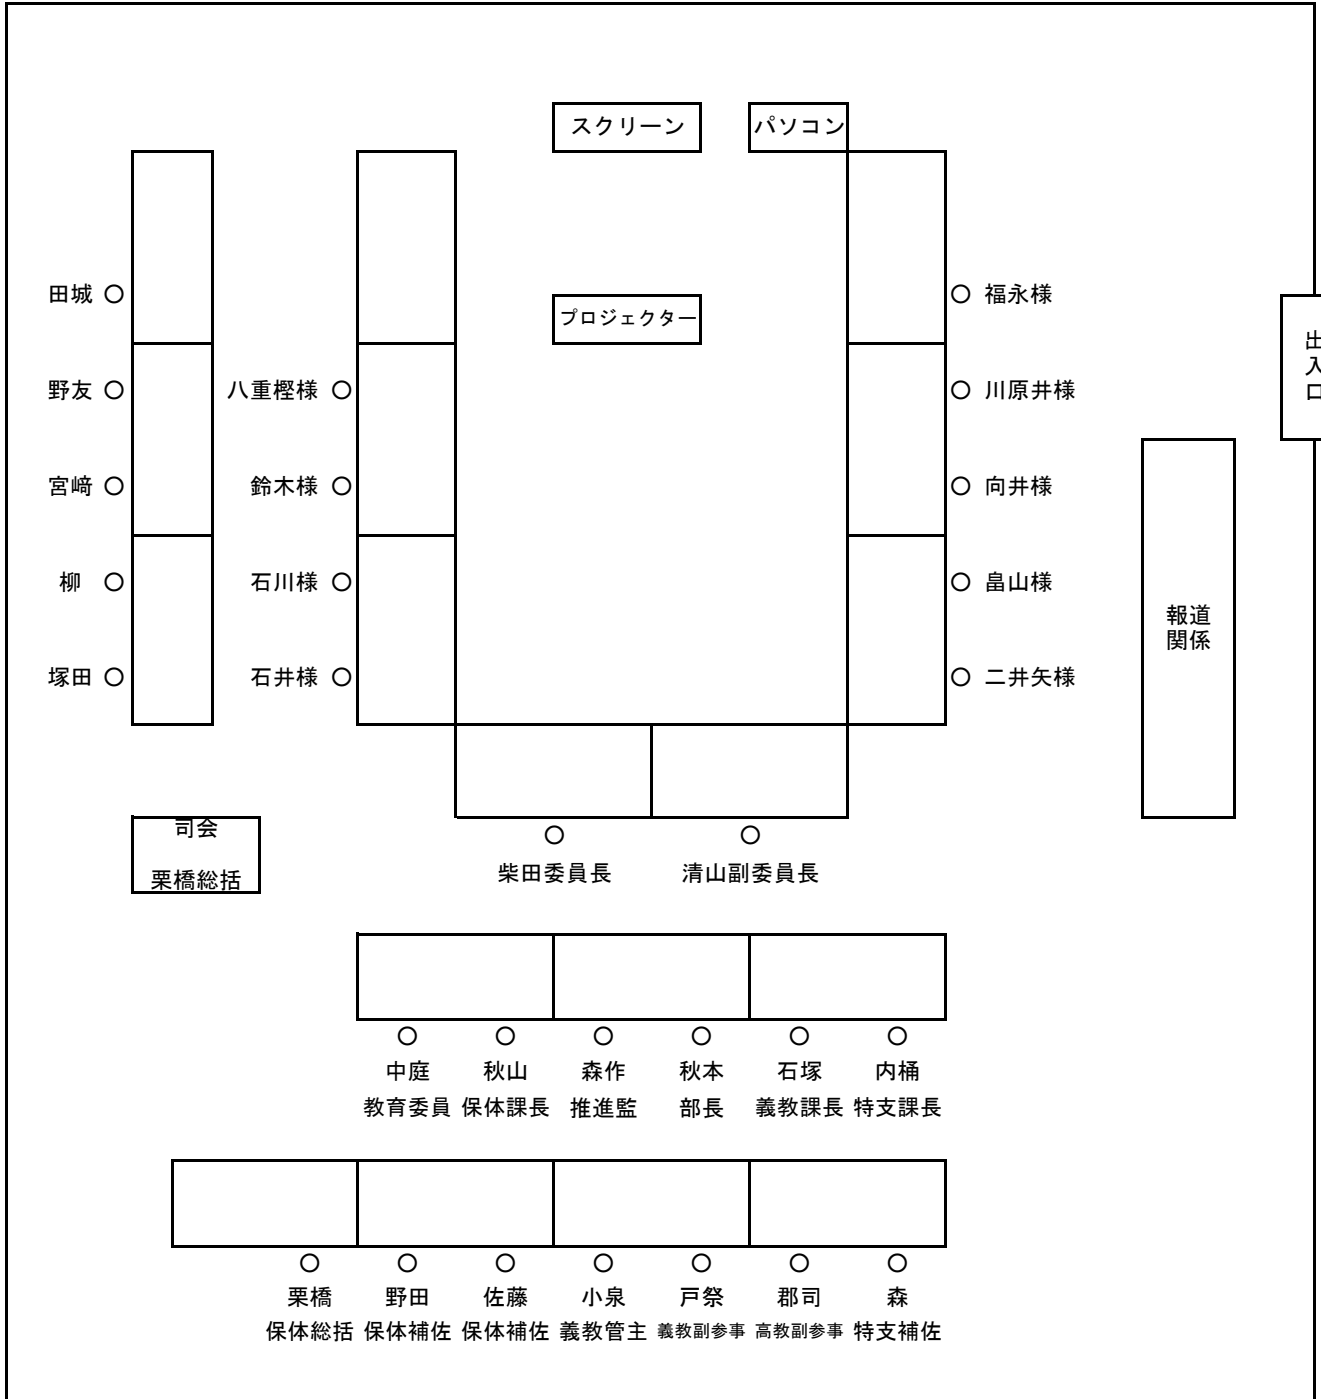 スクリーン
パソコン
田城
福永様
プロジェクター
出
入
口
野友
八重樫様
川原井様
宮﨑
鈴木様
向井様
柳
石川様
畠山様
報道
関係
塚田
石井様
二井矢様
司会
栗橋総括
柴田委員長
清山副委員長
中庭
秋山
森作
秋本
石塚
内桶
教育委員
保体課長
推進監
部長
義教課長
特支課長
栗橋
野田
佐藤
小泉
戸祭
郡司
森
保体総括
保体補佐
保体補佐
義教管主
義教副参事
高教副参事
特支補佐